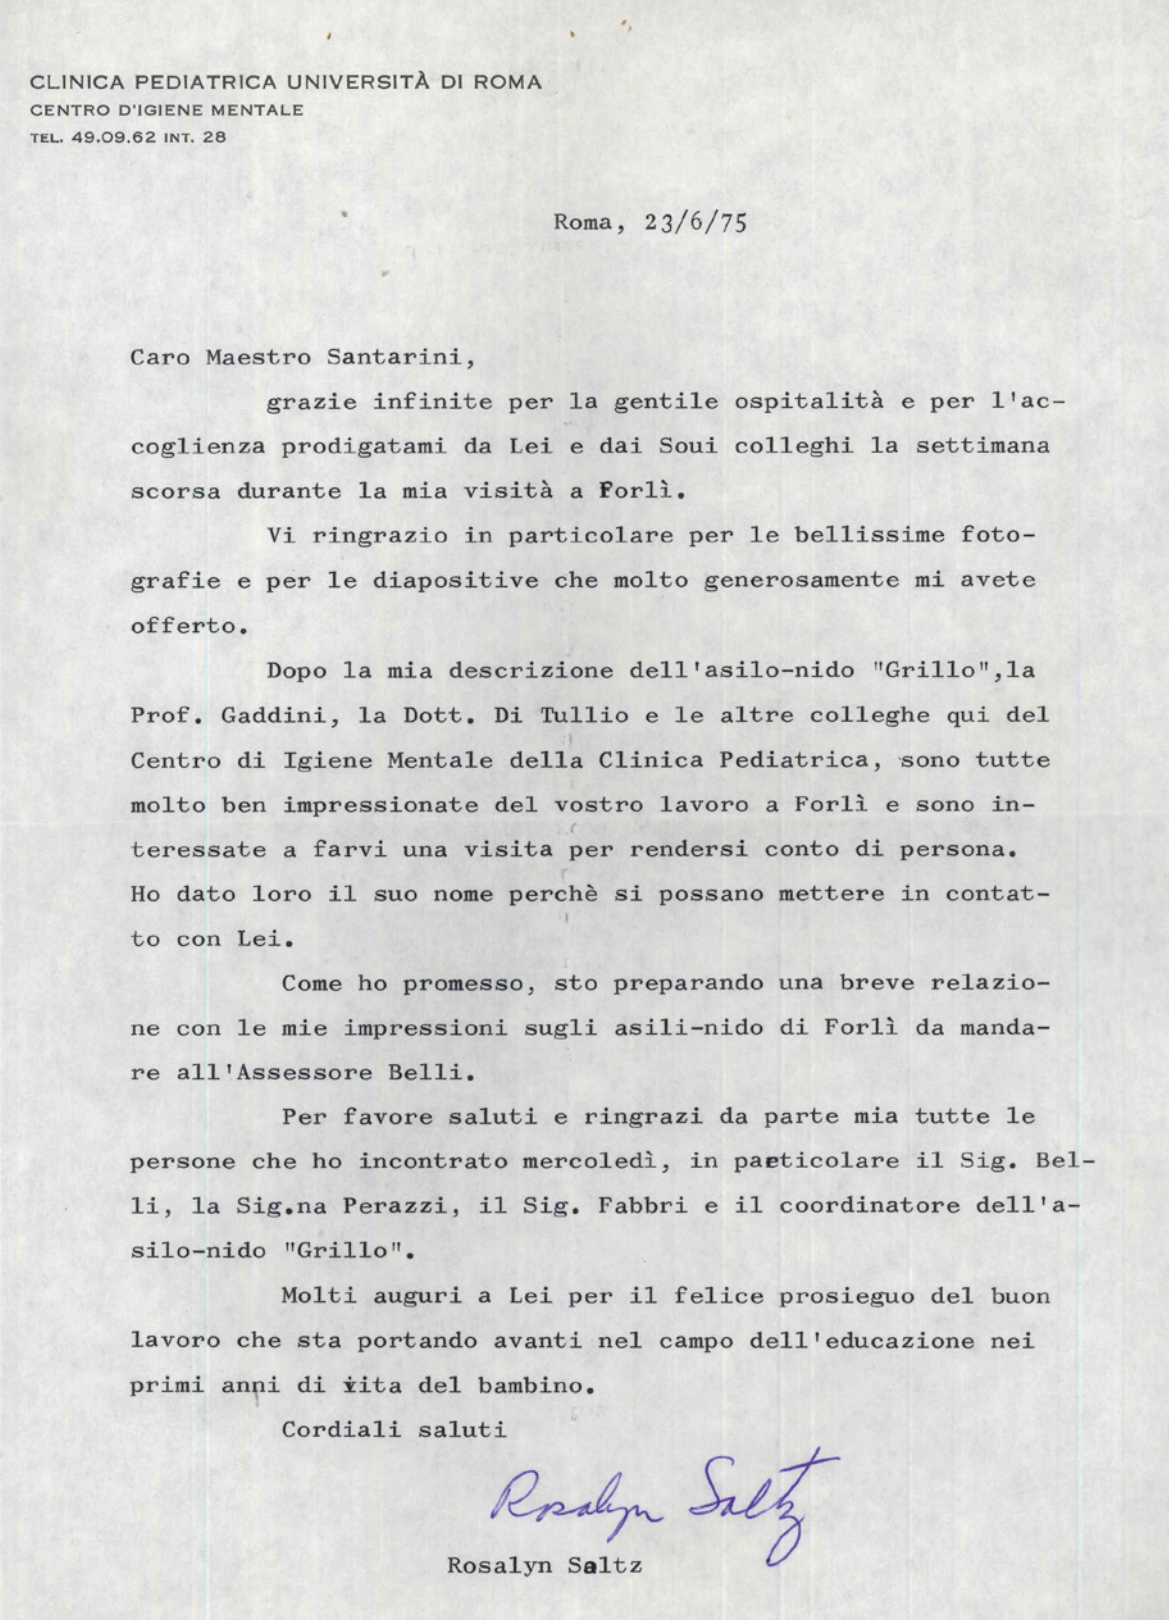 CLINICA PEDIATRICA UNIVERSITÀ DI ROMA
CENTRO D'IGIENE MENTALE
TEL. 49.09.62 INT. 28
Roma, 23/6/75
Caro Maestro Santarini,
grazie infinite per la gentile ospitalità e per l'ac-
coglienza prodigatami da Lei e dai Soui colleghi la settimana
scorsa durante la mia visità a Forlì.
Vi ringrazio in particolare per le bellissime foto-
grafie e per le diapositive che molto generosamente mi avete
offerto.
Dopo la mia descrizione dell'asilo-nido "Grillo",la
Prof. Gaddini, la Dott. Di Tullio e le altre colleghe qui del
Centro di Igiene Mentale della Clinica Pediatrica, sono tutte
molto ben impressionate del vostro lavoro a Forlì e sono in-
teressate a farvi una visita per rendersi conto di persona.
Ho dato loro il suo nome perchè si possano mettere in contat-
to con Lei.
Come ho promesso, sto preparando una breve relazio-
ne con le mie impressioni sugli asili-nido di Forlì da manda-
re all'Assessore Belli.
Per favore saluti e ringrazi da parte mia tutte le
persone che ho incontrato mercoledì, in particolare il Sig. Bel-
li, la Sig.na Perazzi, il Sig. Fabbri e il coordinatore dell'a-
silo-nido "Grillo".
Molti auguri a Lei per il felice prosieguo del buon
lavoro che sta portando avanti nel campo dell'educazione nei
primi anni di vita del bambino.
Cordiali saluti
Rosalyn Saltz
Rosalyn Saltz